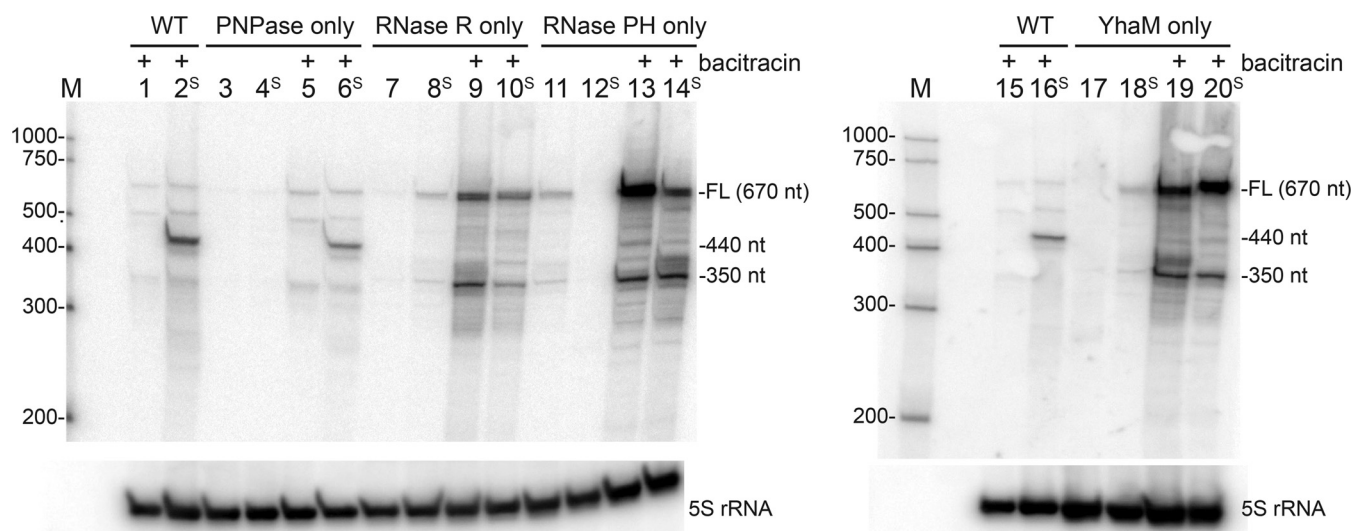 WT PNPase only RNase R only RNase PH only WT YhaM only
+ + + + + + + + bacitracin + + + + bacitracin
M 1 2S 3 4S 5 6S 7 8S 9 10S 11 12S 13 14S M 15 16S 17 18S 19 20S
1000- 1000-
750- 750-
-FL (670 nt) -FL (670 nt)
500- 500-
400- -440 nt 400- -440 nt
-350 nt -350 nt
300- 300-
200- 200-
5S rRNA 5S rRNA